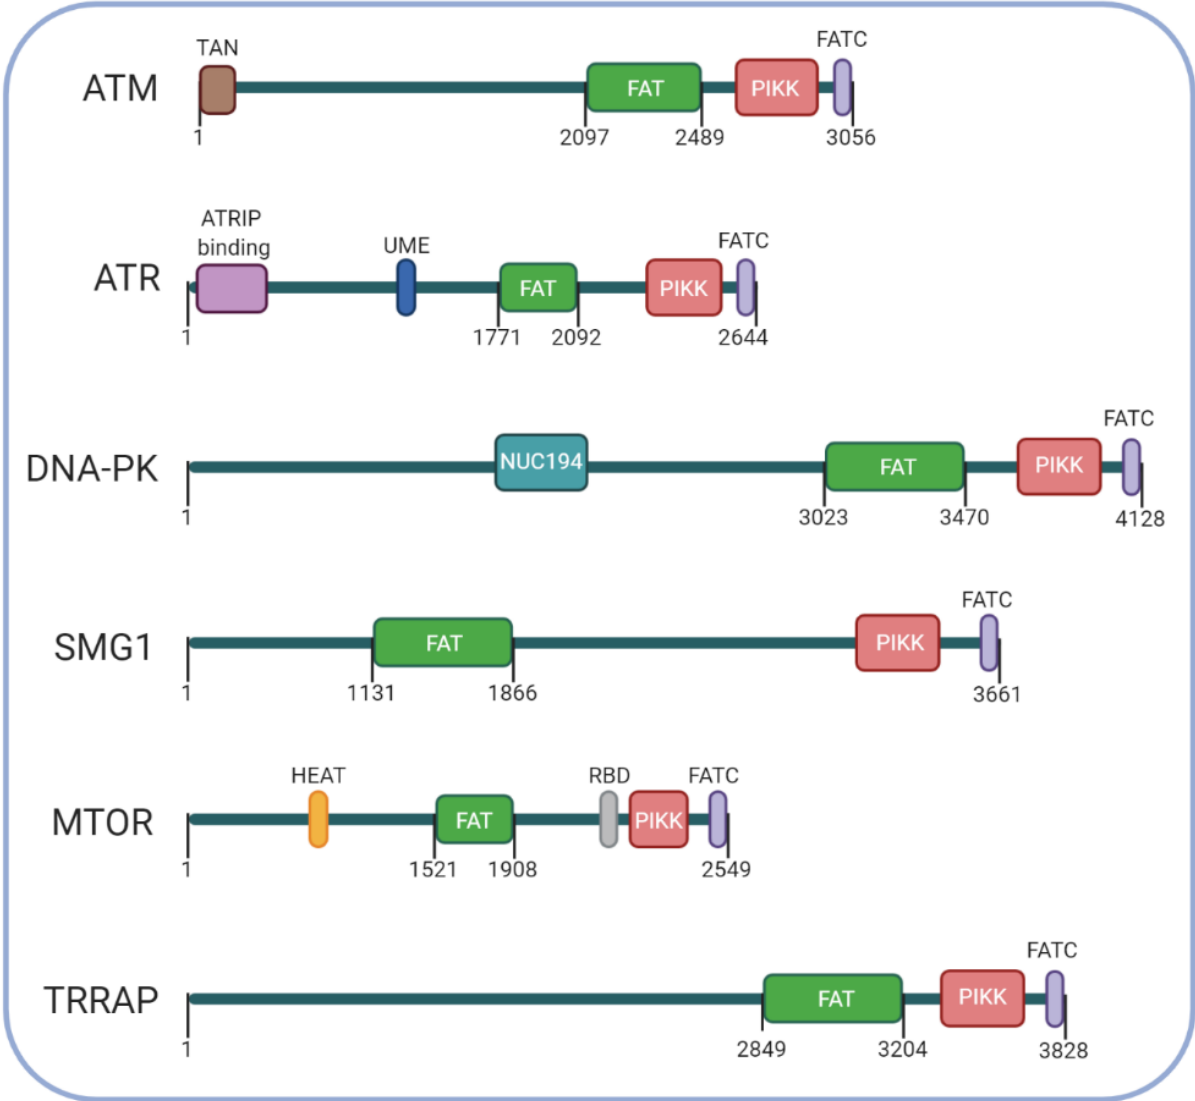 TAN
FATC
ATM
FAT
PIKK
1
2097
2489
3056
ATRIP
binding
UME
FATC
ATR
FAT
PIKK
1
1771
2092
2644
FATC
DNA-PK
NUC194
FAT
PIKK
1
3023
3470
4128
FATC
SMG1
FAT
PIKK
1
1131
1866
3661
HEAT
RBD
FATC
MTOR
FAT
PIKK
1
1521
1908
2549
FATC
TRRAP
FAT
PIKK
1
2849
3204
3828